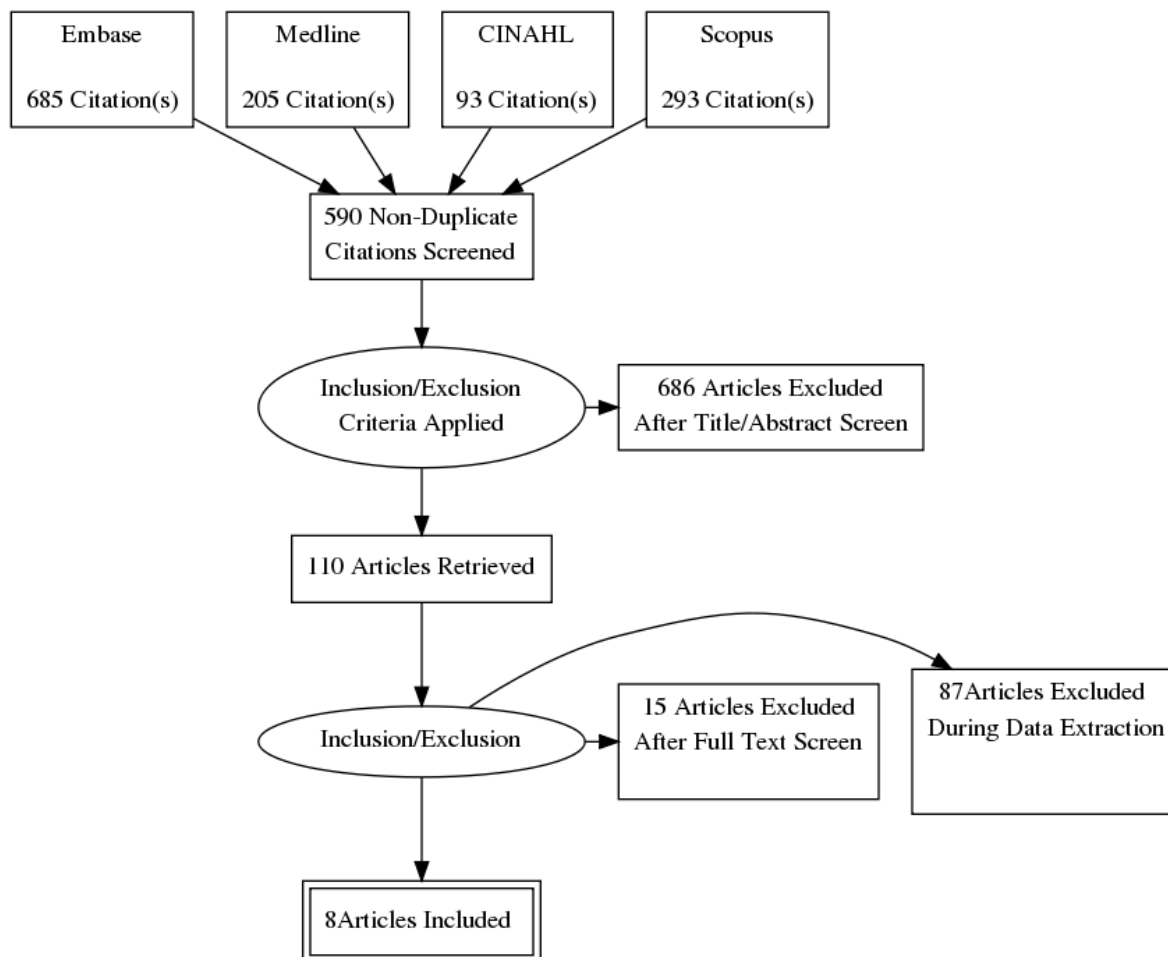 Embase
685 Citation(s)
Medline
205 Citation(s)
CINAHL
93 Citation(s)
Scopus
293 Citation(s)
590 Non-Duplicate
Citations Screened
Inclusion/Exclusion
Criteria Applied
686 Articles Excluded
After Title/Abstract Screen
110 Articles Retrieved
Inclusion/Exclusion
15 Articles Excluded
After Full Text Screen
87Articles Excluded
During Data Extraction
8Articles Included